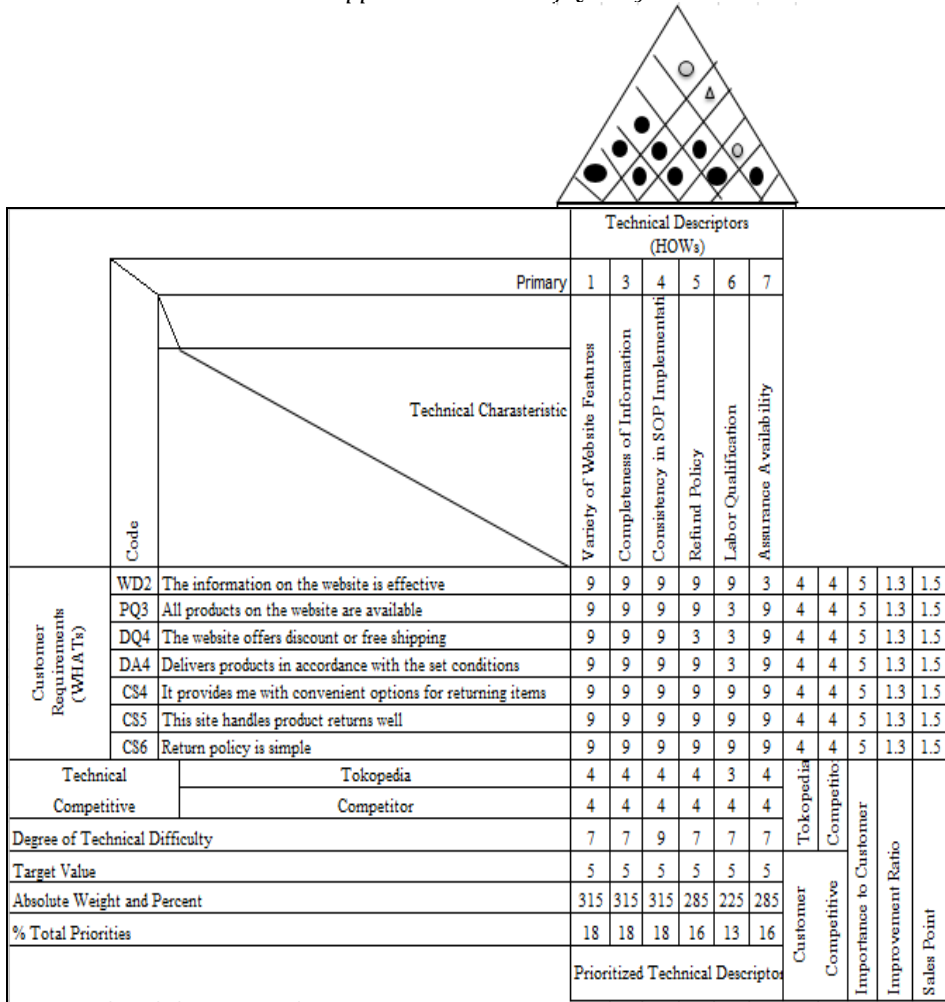 Technical Descriptors
(HOWs)
Primary 1 3 4 5 6 7
Technical Charasteristic
Code
Variety of Website Features
Completeness of Information
Consistency in SOP Implementati
Refund Policy
Labor Qualification
Assurance Availability
Customer
Requirements
(WHATs)
WD2 The information on the website is effective 9 9 9 9 9 3 4 4 5 1.3 1.5
PQ3 All products on the website are available 9 9 9 9 3 9 4 4 5 1.3 1.5
DQ4 The website offers discount or free shipping 9 9 9 3 3 9 4 4 5 1.3 1.5
DA4 Delivers products in accordance with the set conditions 9 9 9 9 3 9 4 4 5 1.3 1.5
CS4 It provides me with convenient options for returning items 9 9 9 9 9 9 4 4 5 1.3 1.5
CS5 This site handles product returns well 9 9 9 9 9 9 4 4 5 1.3 1.5
CS6 Return policy is simple 9 9 9 9 9 9 4 4 5 1.3 1.5
Technical
Competitive
Tokopedia 4 4 4 4 3 4
Competitor 4 4 4 4 4 4
Degree of Technical Difficulty 7 7 9 7 7 7
Target Value 5 5 5 5 5 5
Absolute Weight and Percent 315 315 315 285 225 285
% Total Priorities 18 18 18 16 13 16
Prioritized Technical Descriptor
Tokopedia
Competitor
Customer
Competitive
Importance to Customer
Improvement Ratio
Sales Point